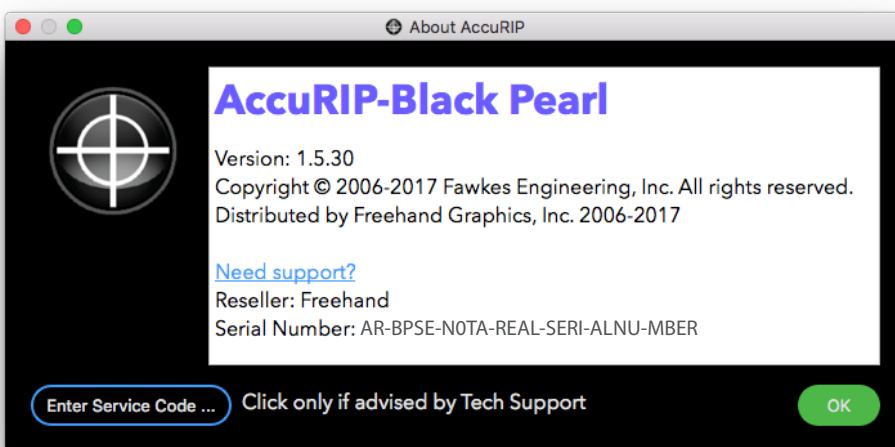 About AccuRIP
AccuRIP-Black Pearl
Version: 1.5.30
Copyright © 2006-2017 Fawkes Engineering, Inc. All rights reserved.
Distributed by Freehand Graphics, Inc. 2006-2017
Need support?
Reseller: Freehand
Serial Number: AR-BPSE-N0TA-REAL-SERI-ALNU-MBER
Enter Service Code ... Click only if advised by Tech Support OK